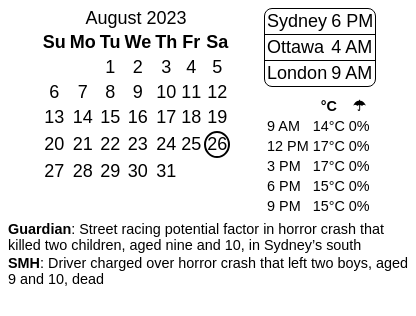 August 2023
Su Mo Tu We Th Fr Sa
1 2 3 4 5
6 7 8 9 10 11 12
13 14 15 16 17 18 19
20 21 22 23 24 25 26
27 28 29 30 31
Sydney 6 PM
Ottawa 4 AM
London 9 AM
°C ☂
9 AM 14°C 0%
12 PM 17°C 0%
3 PM 17°C 0%
6 PM 15°C 0%
9 PM 15°C 0%
Guardian: Street racing potential factor in horror crash that
killed two children, aged nine and 10, in Sydney’s south
SMH: Driver charged over horror crash that left two boys, aged
9 and 10, dead